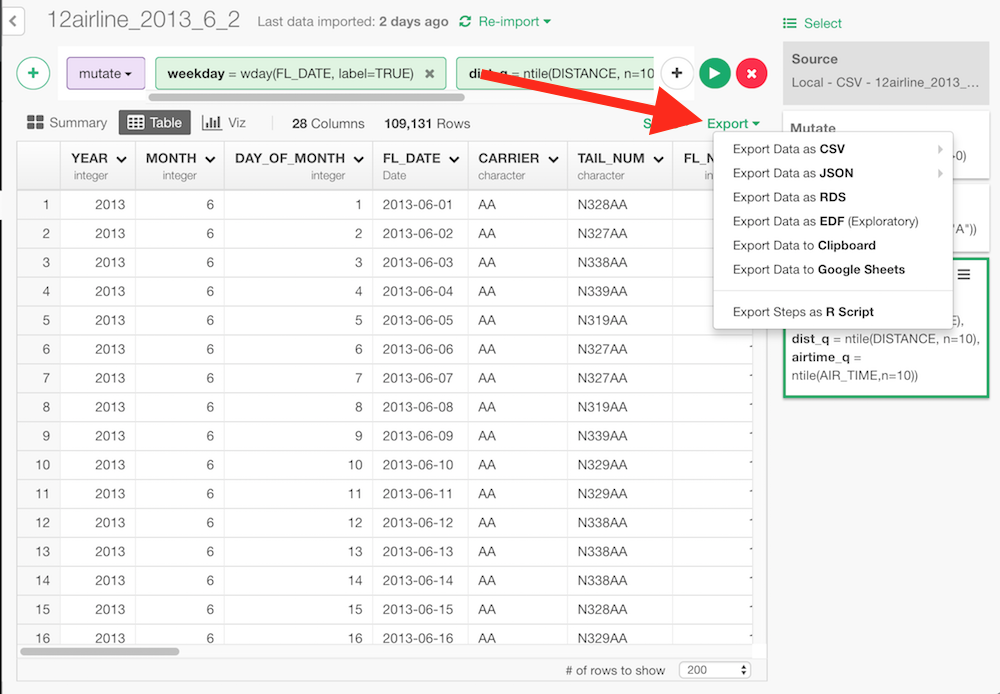 12airline_2013_6_2 Last data imported: 2 days ago Re-import
Select
mutate weekday = wday(FL_DATE, label=TRUE) = ntile(DISTANCE, n=10
Source
Local - CSV - 12airline_2013_...
Summary Table Viz 28 Columns 109,131 Rows Export
Mutate
Export Data as CSV
Export Data as JSON
Export Data as RDS
Export Data as EDF (Exploratory)
Export Data to Clipboard
Export Data to Google Sheets
Export Steps as R Script
"A"))
dist_q = ntile(DISTANCE, n=10),
airtime_q =
ntile(AIR_TIME,n=10))
YEAR MONTH DAY_OF_MONTH FL_DATE CARRIER TAIL_NUM
integer integer integer Date character character
1 2013 6 1 2013-06-01 AA N328AA
2 2013 6 2 2013-06-02 AA N327AA
3 2013 6 3 2013-06-03 AA N338AA
4 2013 6 4 2013-06-04 AA N339AA
5 2013 6 5 2013-06-05 AA N319AA
6 2013 6 6 2013-06-06 AA N327AA
7 2013 6 7 2013-06-07 AA N327AA
8 2013 6 8 2013-06-08 AA N319AA
9 2013 6 9 2013-06-09 AA N339AA
10 2013 6 10 2013-06-10 AA N329AA
11 2013 6 11 2013-06-11 AA N329AA
12 2013 6 12 2013-06-12 AA N338AA
13 2013 6 13 2013-06-13 AA N338AA
14 2013 6 14 2013-06-14 AA N338AA
15 2013 6 15 2013-06-15 AA N328AA
16 2013 6 16 2013-06-16 AA N329AA
# of rows to show 200